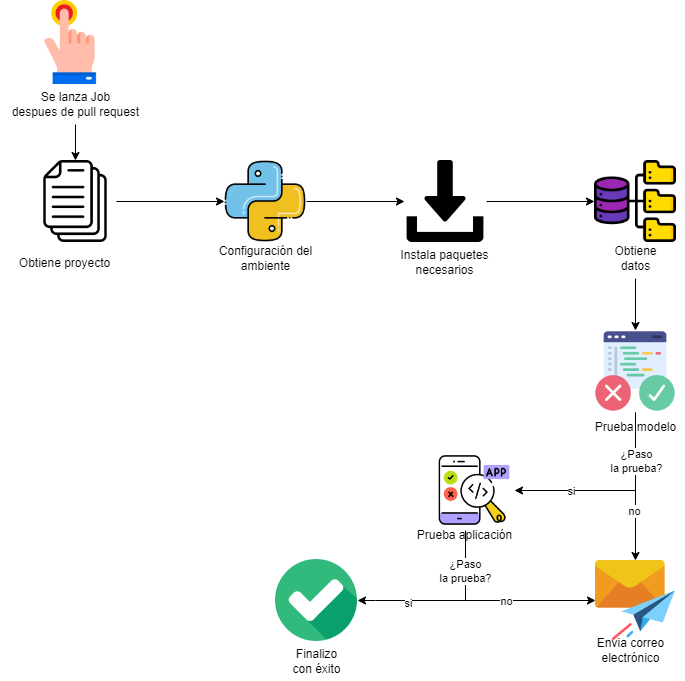 Se lanza Job
despues de pull request
Obtiene proyecto
Configuración del
ambiente
Instala paquetes
necesarios
Obtiene
datos
Prueba modelo
¿Paso
la prueba?
si
no
APP
</>
Prueba aplicación
¿Paso
la prueba?
si
no
Finalizo
con éxito
Envia correo
electrónico